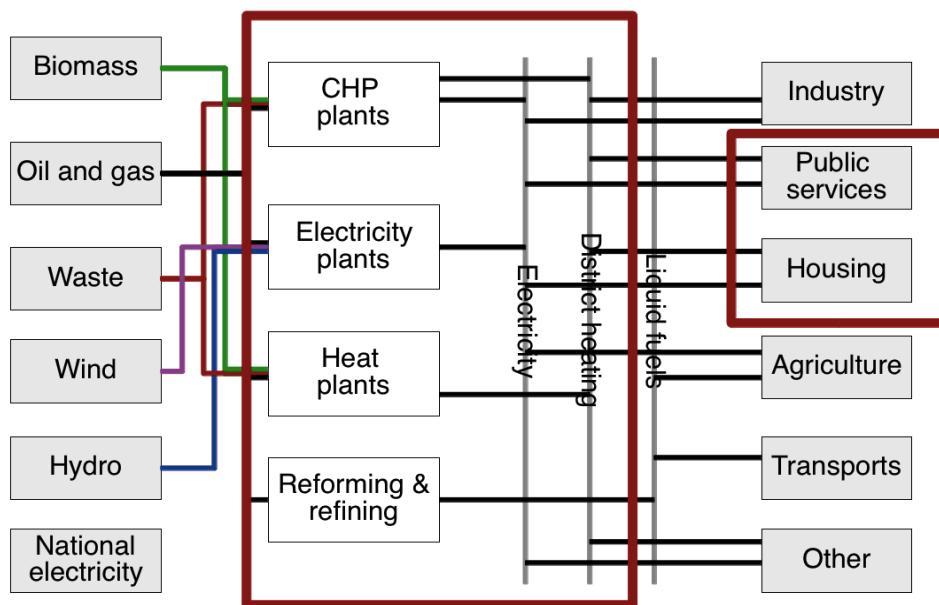 Biomass
Oil and gas
Waste
Wind
Hydro
National
electricity
CHP
plants
Electricity
plants
Heat
plants
Reforming &
refining
Electricity
District heating
Liquid fuels
Industry
Public
services
Housing
Agriculture
Transports
Other